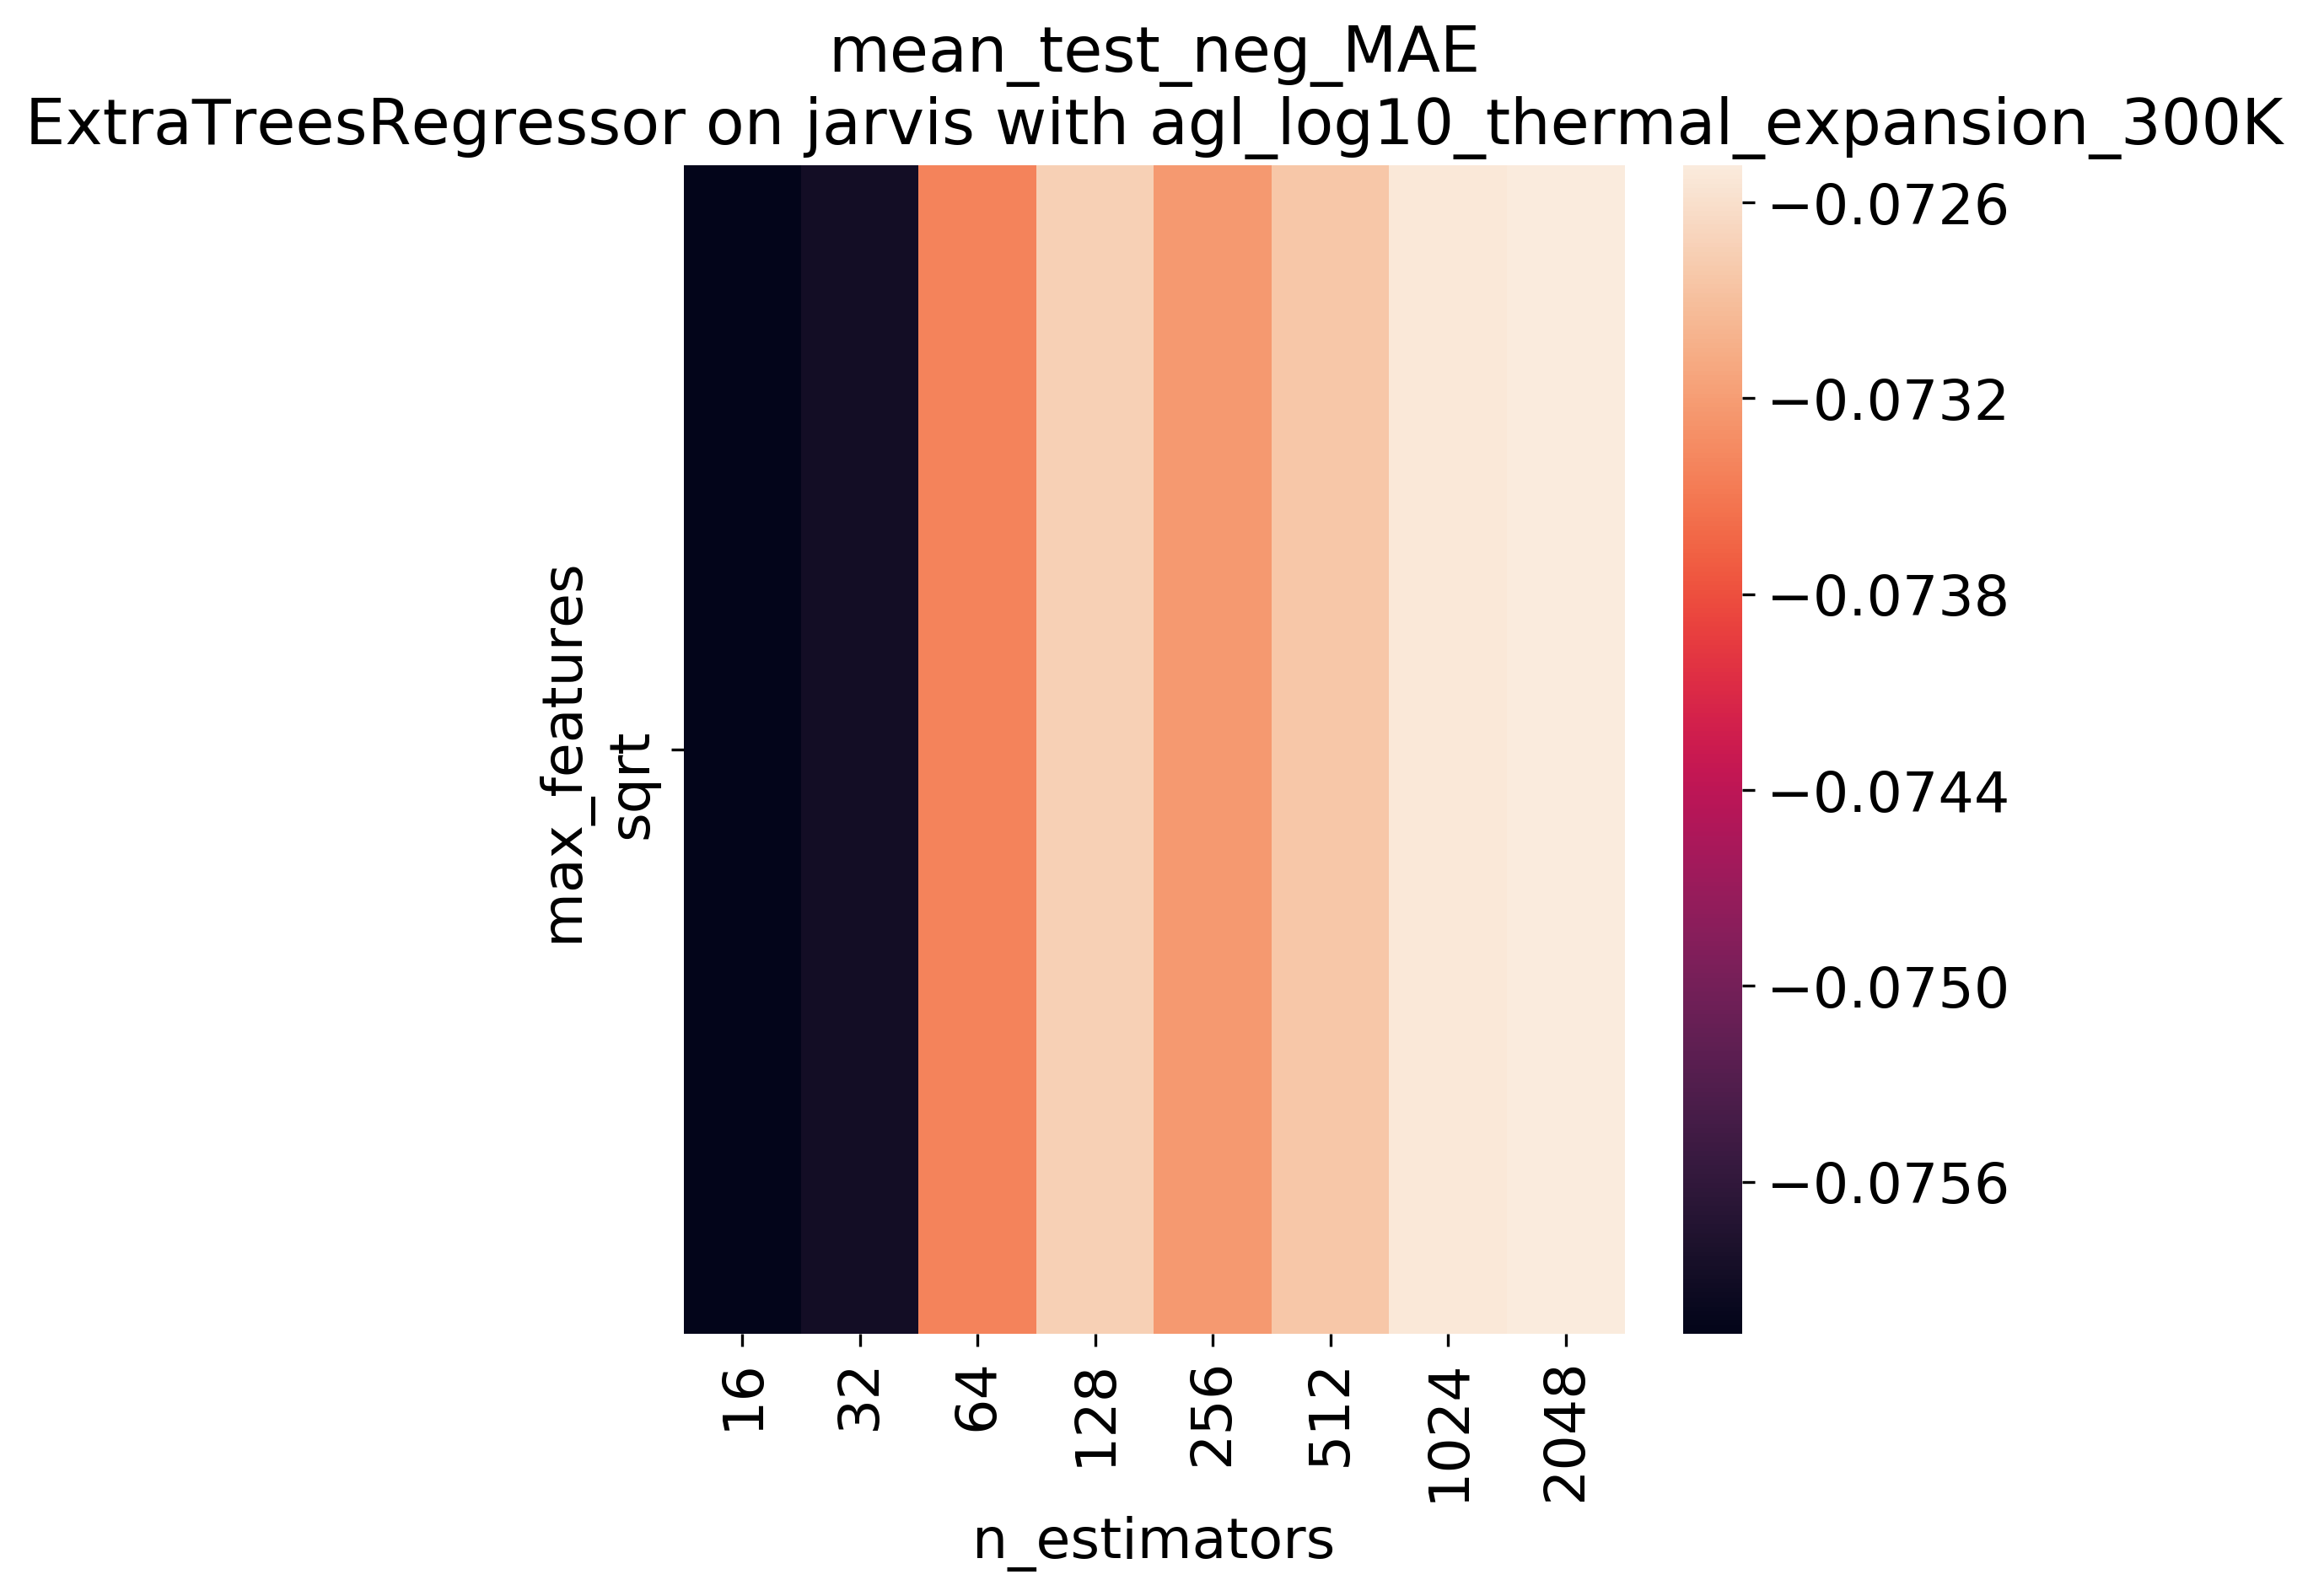 mean_test_neg_MAE
ExtraTreesRegressor on jarvis with agl_log10_thermal_expansion_300K
max_features
sqrt
16
32
64
128
256
512
1024
2048
n_estimators
−0.0726
−0.0732
−0.0738
−0.0744
−0.0750
−0.0756